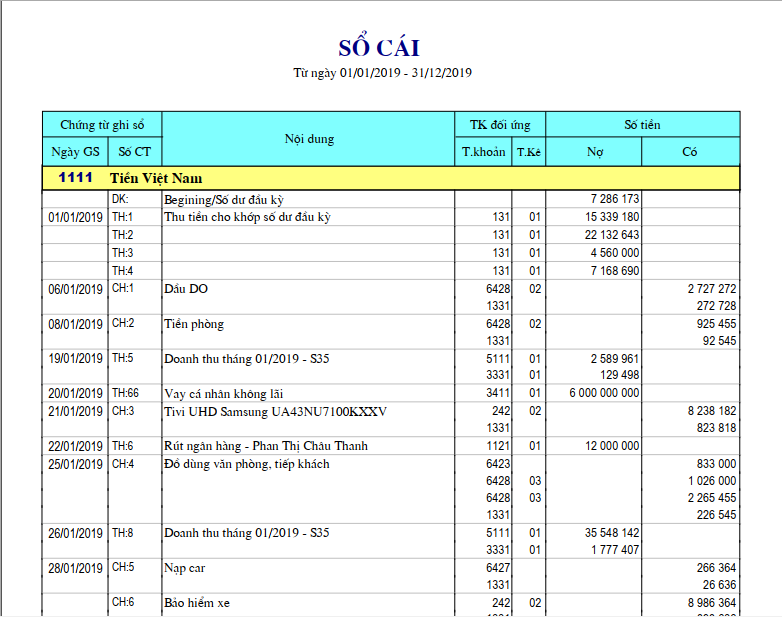 SỔ CÁI
Từ ngày 01/01/2019 - 31/12/2019
Chứng từ ghi sổ Nội dung TK đối ứng Số tiền
Ngày GS Số CT T.khoản T.Kê Nợ Có
1111 Tiền Việt Nam
DK: Begining/Số dư đầu kỳ 7 286 173
01/01/2019 TH:1 Thu tiền cho khớp số dư đầu kỳ 131 01 15 339 180
TH:2 131 01 22 132 643
TH:3 131 01 4 560 000
TH:4 131 01 7 168 690
06/01/2019 CH:1 Dầu DO 6428 02 2 727 272
1331 272 728
08/01/2019 CH:2 Tiền phòng 6428 02 925 455
1331 92 545
19/01/2019 TH:5 Doanh thu tháng 01/2019 - S35 5111 01 2 589 961
3331 01 129 498
20/01/2019 TH:66 Vay cá nhân không lãi 3411 01 6 000 000 000
21/01/2019 CH:3 Tivi UHD Samsung UA43NU7100KXXV 242 02 8 238 182
1331 823 818
22/01/2019 TH:6 Rút ngân hàng - Phan Thị Châu Thanh 1121 01 12 000 000
25/01/2019 CH:4 Đồ dùng văn phòng, tiếp khách 6423 833 000
6428 03 1 026 000
6428 03 2 265 455
1331 226 545
26/01/2019 TH:8 Doanh thu tháng 01/2019 - S35 5111 01 35 548 142
3331 01 1 777 407
28/01/2019 CH:5 Nạp car 6427 266 364
1331 26 636
CH:6 Bảo hiểm xe 242 02 8 986 364